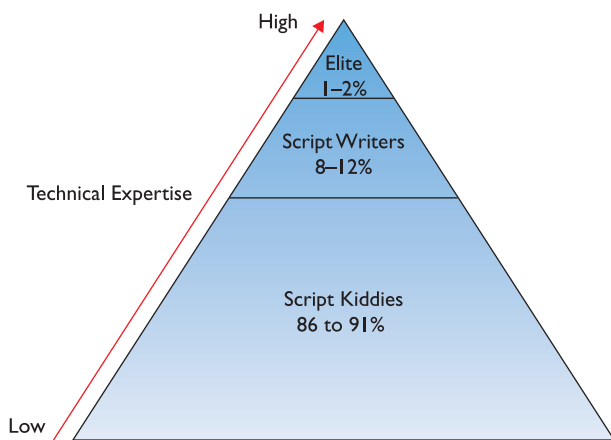 High
Elite
1–2%
Script Writers
8–12%
Technical Expertise
Script Kiddies
86 to 91%
Low